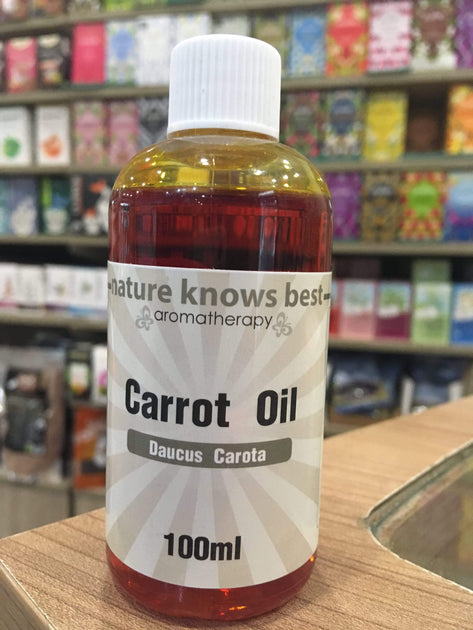 nature knows best
aromatherapy
Carrot Oil
Daucus Carota
100ml